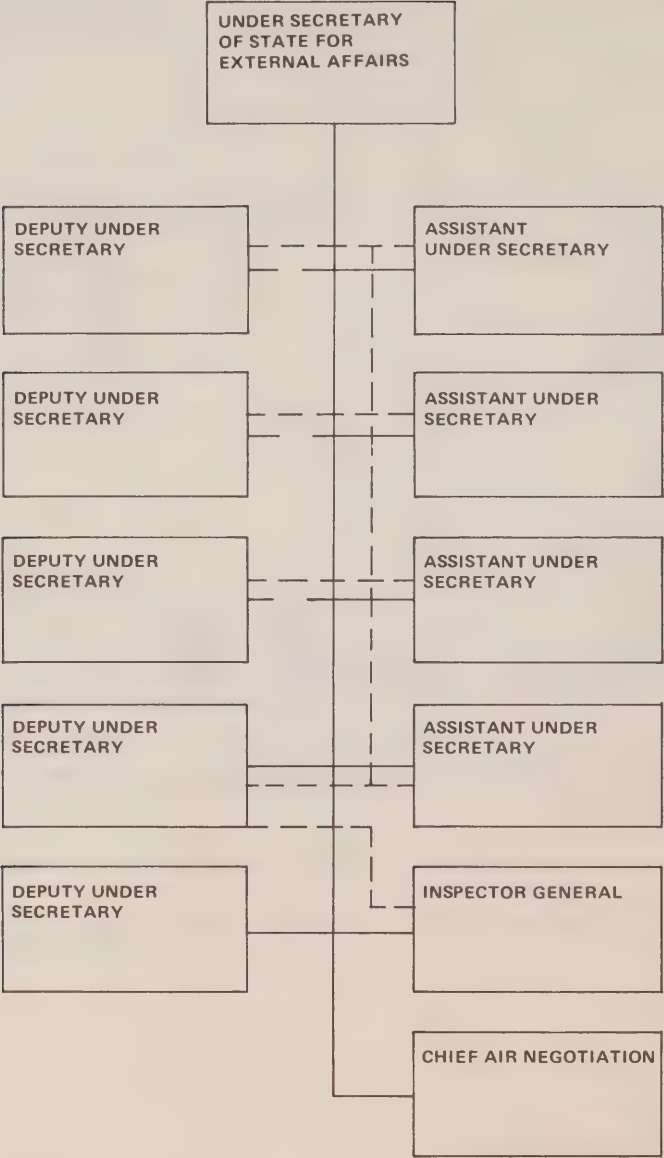 UNDER SECRETARY
OF STATE FOR
EXTERNAL AFFAIRS
DEPUTY UNDER
SECRETARY
ASSISTANT
UNDER SECRETARY
DEPUTY UNDER
SECRETARY
ASSISTANT UNDER
SECRETARY
DEPUTY UNDER
SECRETARY
ASSISTANT UNDER
SECRETARY
DEPUTY UNDER
SECRETARY
ASSISTANT UNDER
SECRETARY
DEPUTY UNDER
SECRETARY
INSPECTOR GENERAL
CHIEF AIR NEGOTIATION